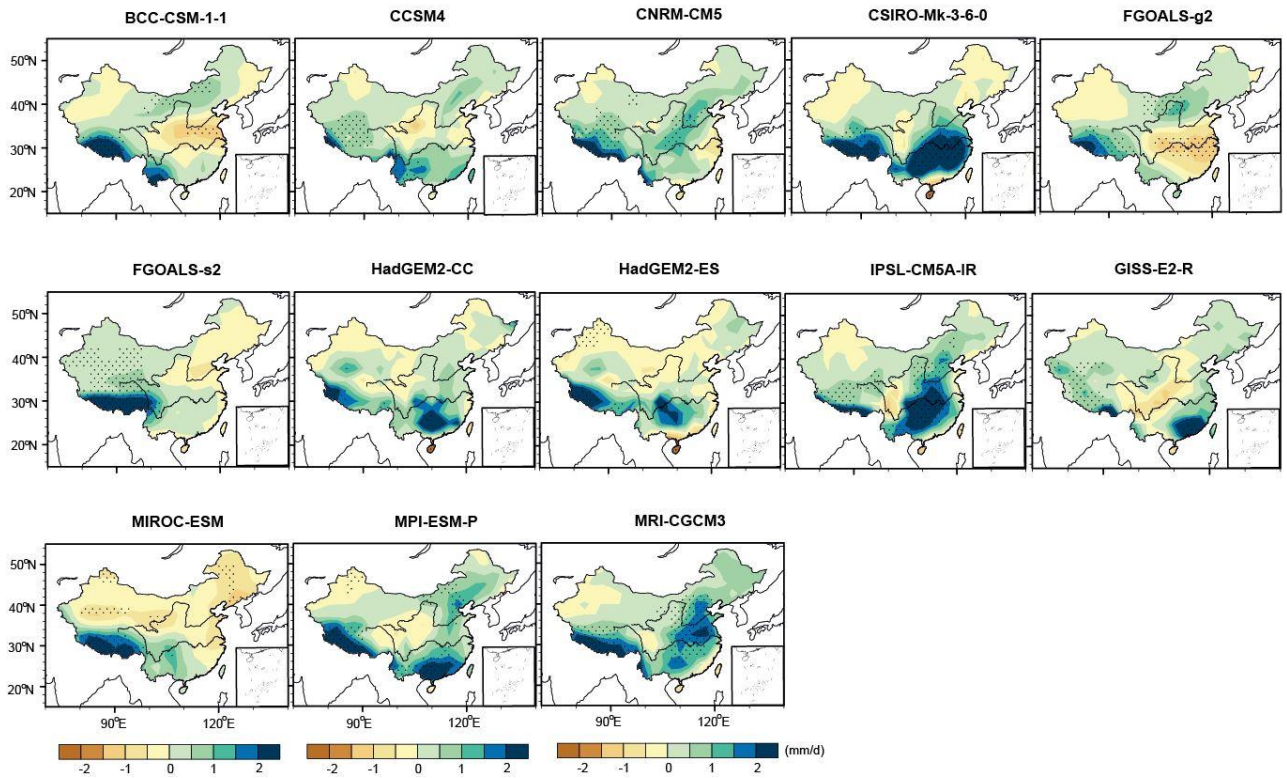 BCC-CSM-1-1 CCSM4 CNRM-CM5 CSIRO-Mk-3-6-0 FGOALS-g2
50°N
40°N
30°N
20°N
FGOALS-s2 HadGEM2-CC HadGEM2-ES IPSL-CM5A-IR GISS-E2-R
50°N
40°N
30°N
20°N
MIROC-ESM MPI-ESM-P MRI-CGCM3
50°N
40°N
30°N
20°N
90°E 120°E 90°E 120°E 90°E 120°E
-2 -1 0 1 2 -2 -1 0 1 2 -2 -1 0 1 2 (mm/d)